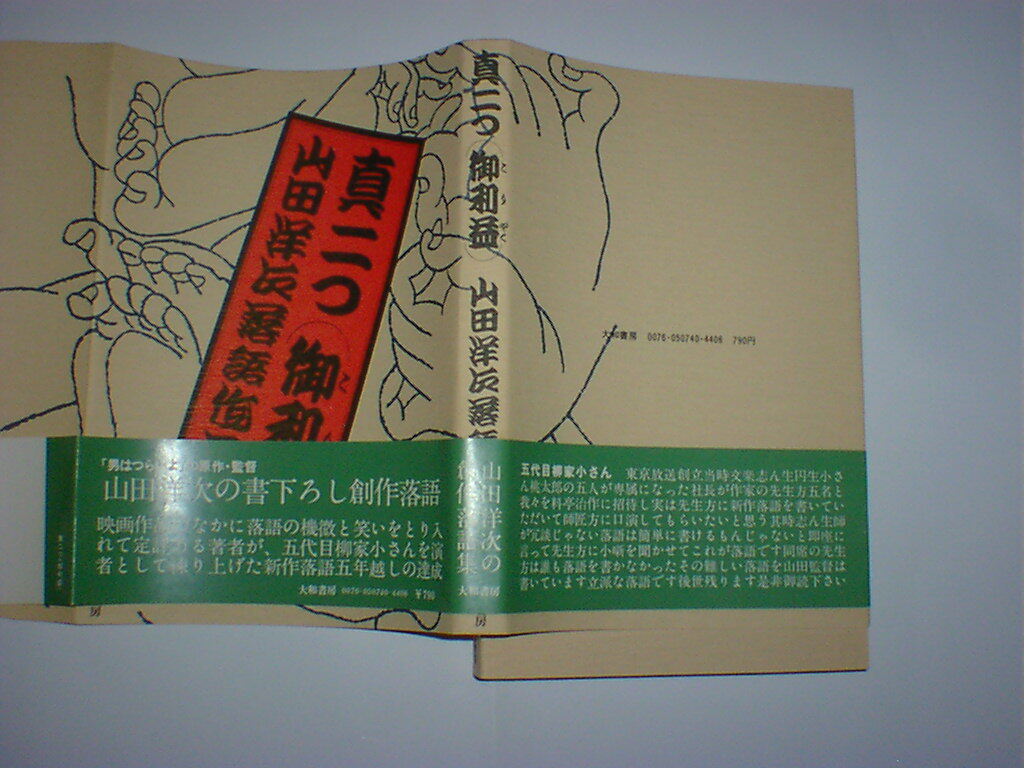 真二つ
御利
山田洋次落語作
真二つ
御利益
ごりやく
山田洋次落語
大和書房 0076-050740-4406 790円
「男はつらいよ」の原作・監督
山田洋次の書下ろし創作落語
映画作品のなかに落語の機微と笑いをとり入
れて定評ある著者が、五代目柳家小さんを演
者として練り上げた新作落語五年越しの達成
大和書房 0076-050740-4406 ¥790
山田洋次の
創作落語集
大和書房
房
房
五代目柳家小さん 東京放送創立当時文楽志ん生円生小さ
ん桃太郎の五人が専属になった社長が作家の先生方五名と
我々を料亭治作に招待し実は先生方に新作落語を書いてい
ただいて師匠方に口演してもらいたいと思う其時志ん生師
が冗談じゃない落語は簡単に書けるもんじゃないと即座に
言って先生方に小噺を聞かせてこれが落語です同席の先生
方は誰も落語を書かなかったその難しい落語を山田監督は
書いています立派な落語です後世残ります是非御読下さい